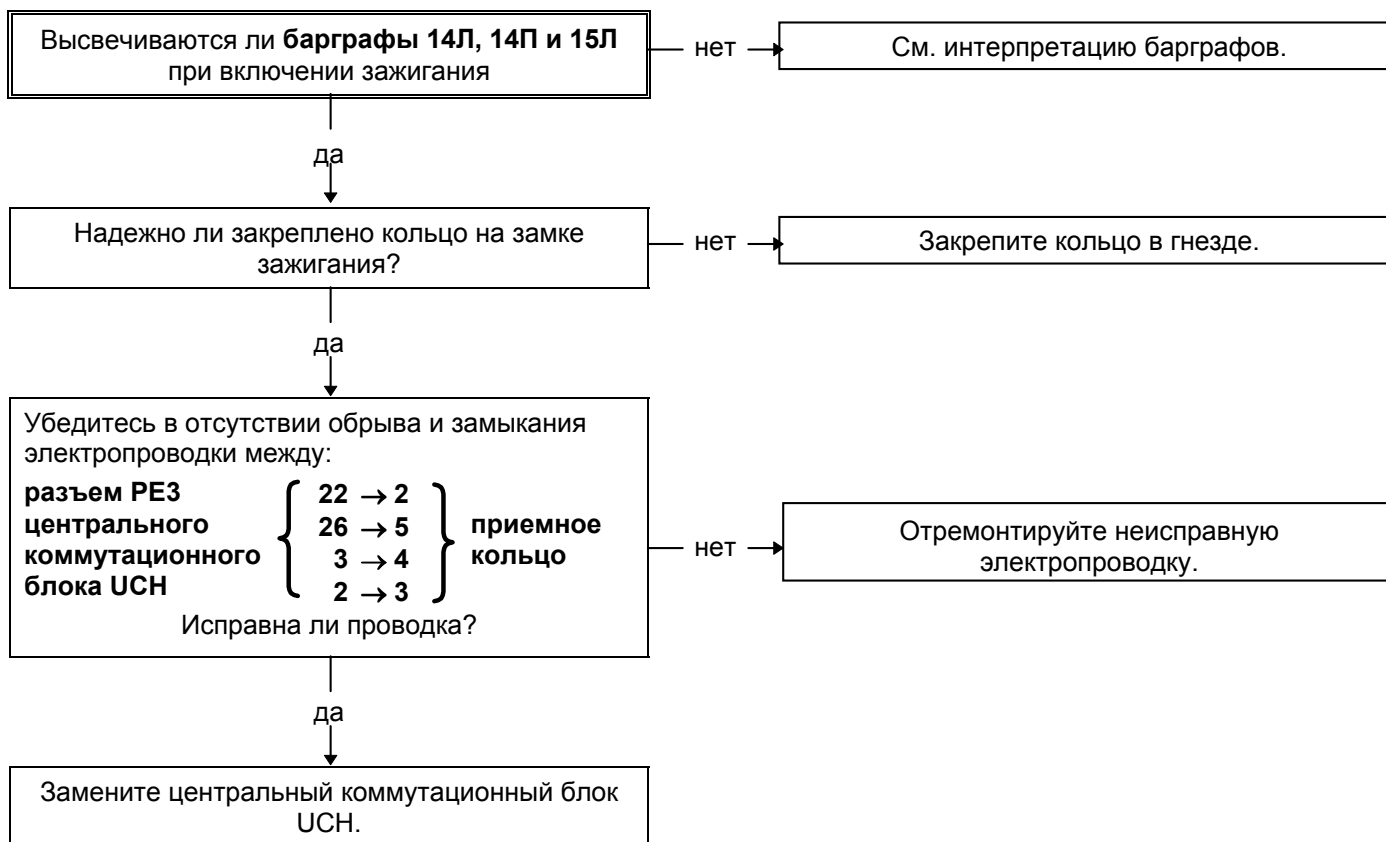 Высвечиваются ли барграфы 14Л, 14П и 15Л
при включении зажигания
нет
См. интерпретацию барграфов.
да
Надежно ли закреплено кольцо на замке
зажигания?
нет
Закрепите кольцо в гнезде.
да
Убедитесь в отсутствии обрыва и замыкания
электропроводки между:
разъем РЕ3
центрального
коммутационного
блока UCH
22 → 2
26 → 5
3 → 4
2 → 3
приемное
кольцо
Исправна ли проводка?
нет
Отремонтируйте неисправную
электропроводку.
да
Замените центральный коммутационный блок
UCH.